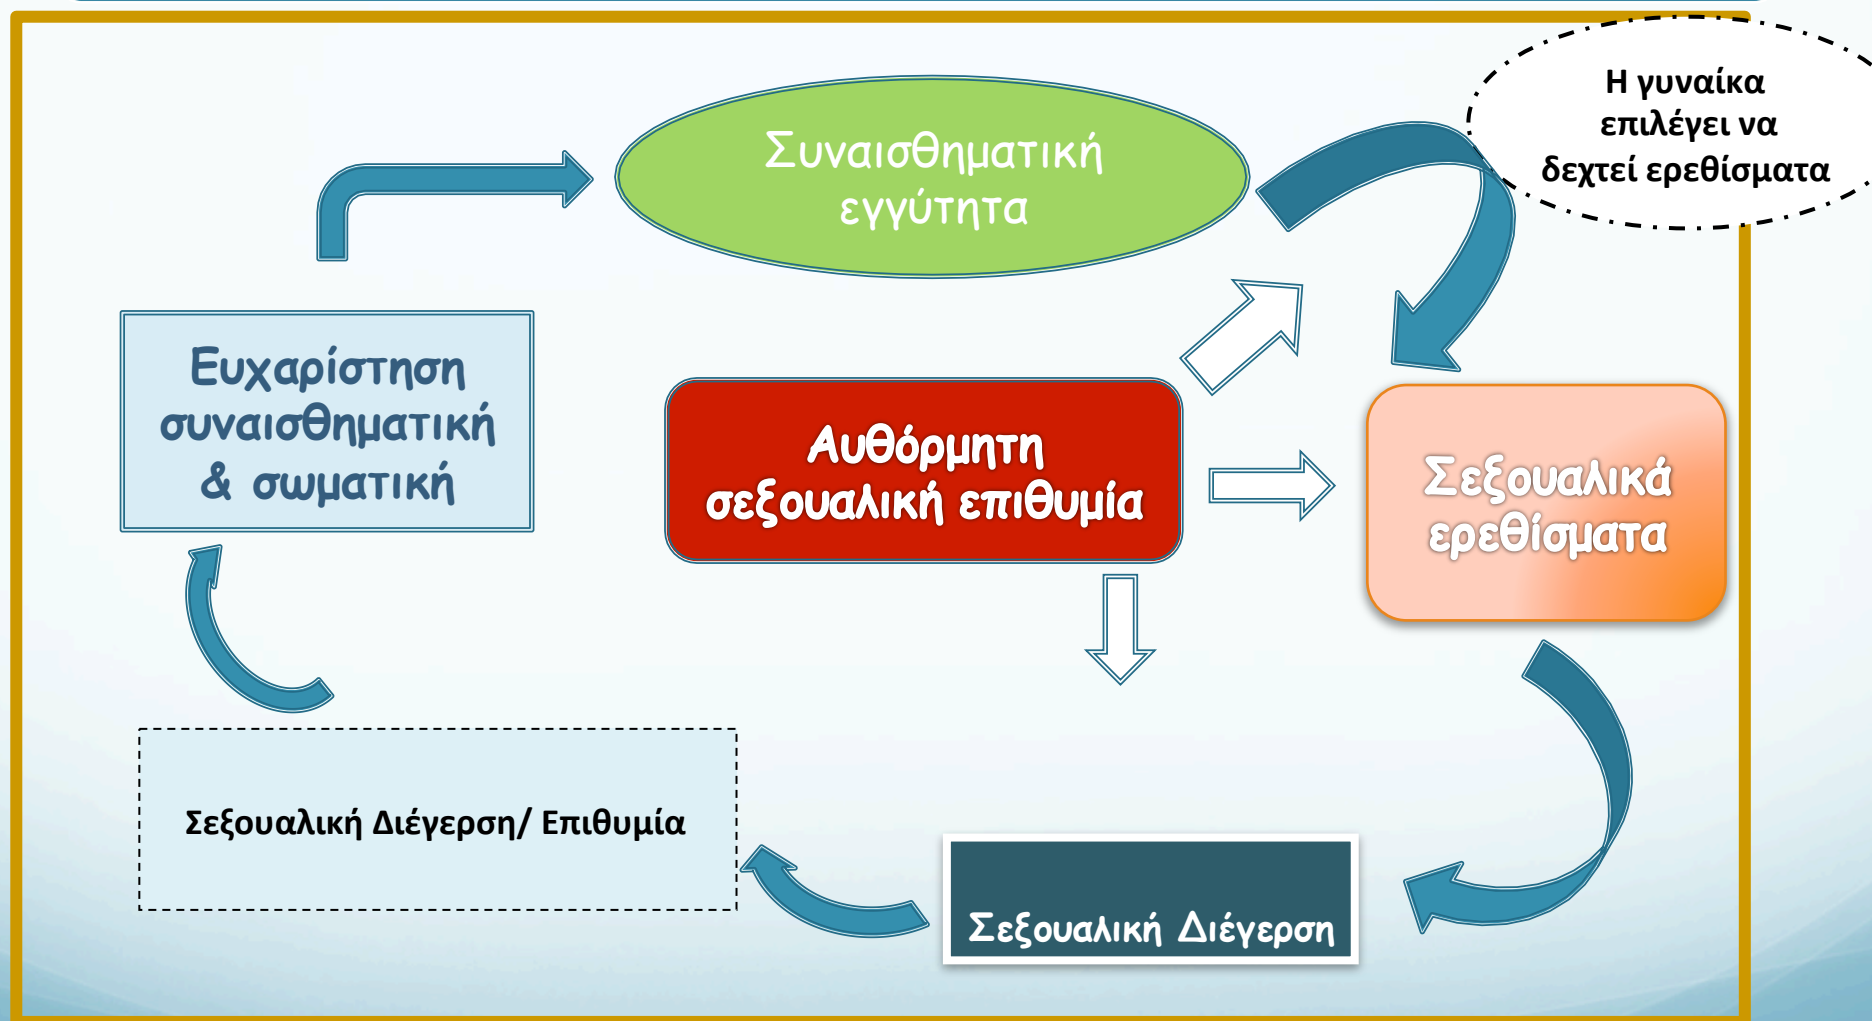 Η γυναίκα
επιλέγει να
δεχτεί ερεθίσματα
Συναισθηματική
εγγύτητα
Ευχαρίστηση
συναισθηματική
& σωματική
Αυθόρμητη
σεξουαλική επιθυμία
Σεξουαλικά
ερεθίσματα
Σεξουαλική Διέγερση/ Επιθυμία
Σεξουαλική Διέγερση